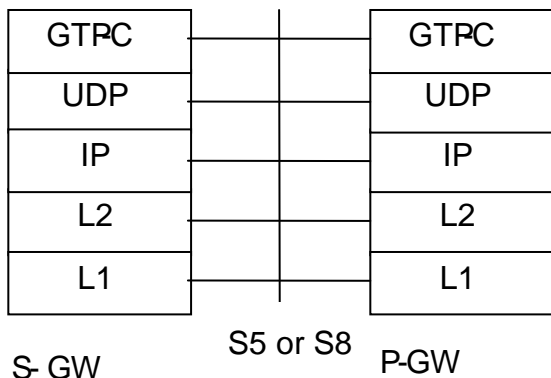 GTP-C GTP-C
UDP UDP
IP IP
L2 L2
L1 L1
S5 or S8
S- GW P-GW